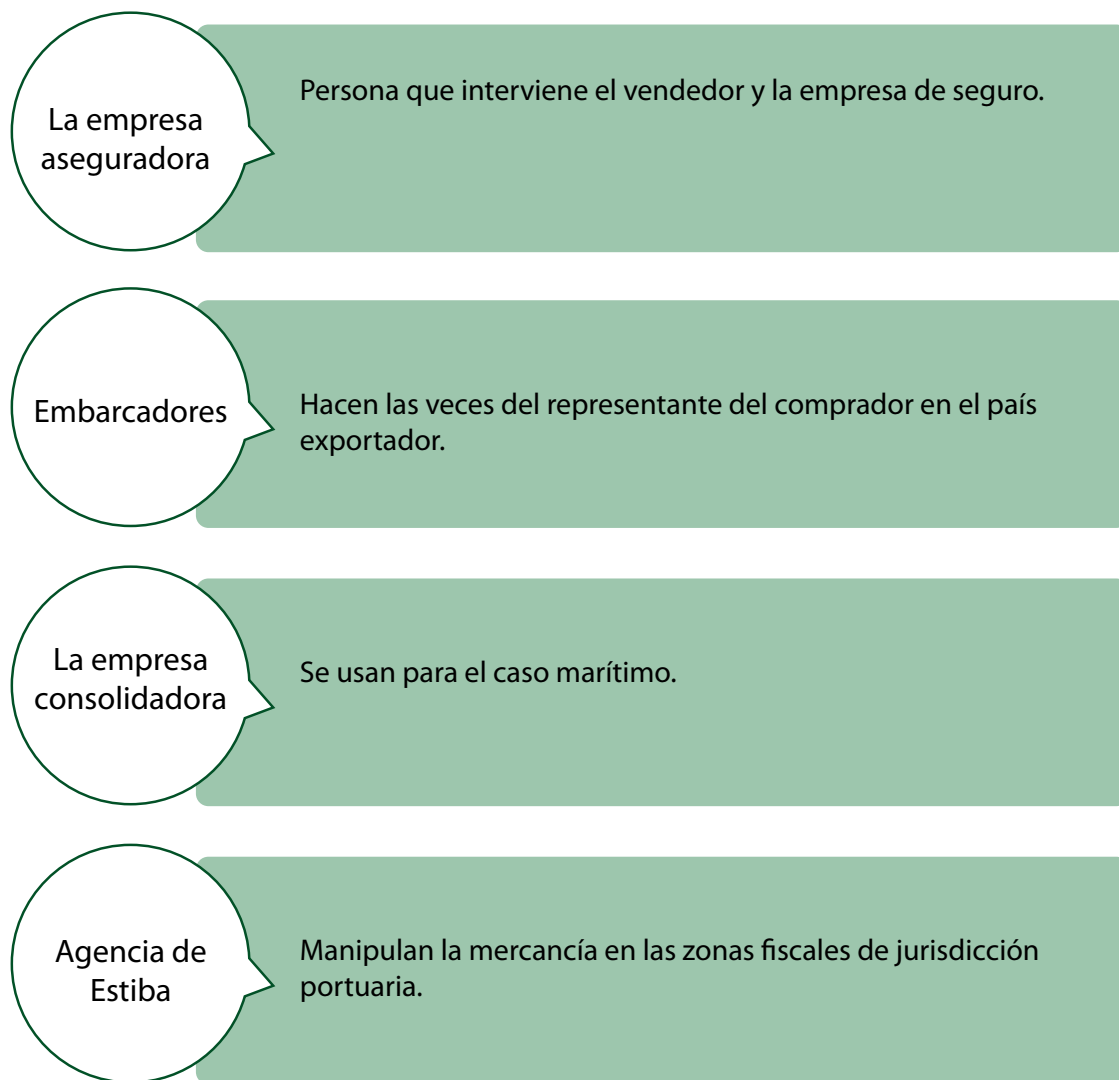 La empresa
aseguradora
Persona que interviene el vendedor y la empresa de seguro.
Embarcadores
Hacen las veces del representante del comprador en el país
exportador.
La empresa
consolidadora
Se usan para el caso marítimo.
Agencia de
Estiba
Manipulan la mercancía en las zonas fiscales de jurisdicción
portuaria.